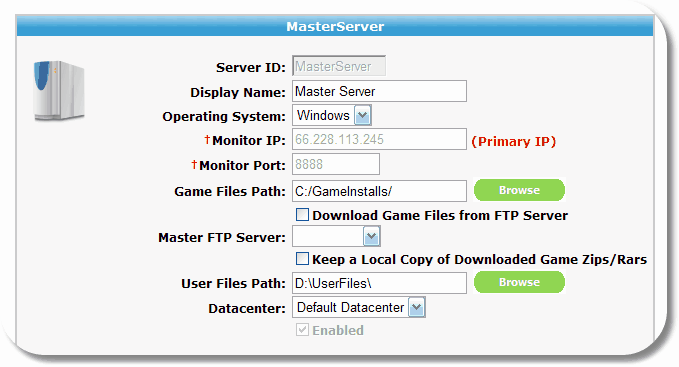 MasterServer
Server ID: MasterServer
Display Name: Master Server
Operating System: Windows
†Monitor IP: 66.228.113.245 (Primary IP)
†Monitor Port: 8888
Game Files Path: C:/GameInstalls/ Browse
Download Game Files from FTP Server
Master FTP Server:
Keep a Local Copy of Downloaded Game Zips/Rars
User Files Path: D:\UserFiles\ Browse
Datacenter: Default Datacenter
Enabled